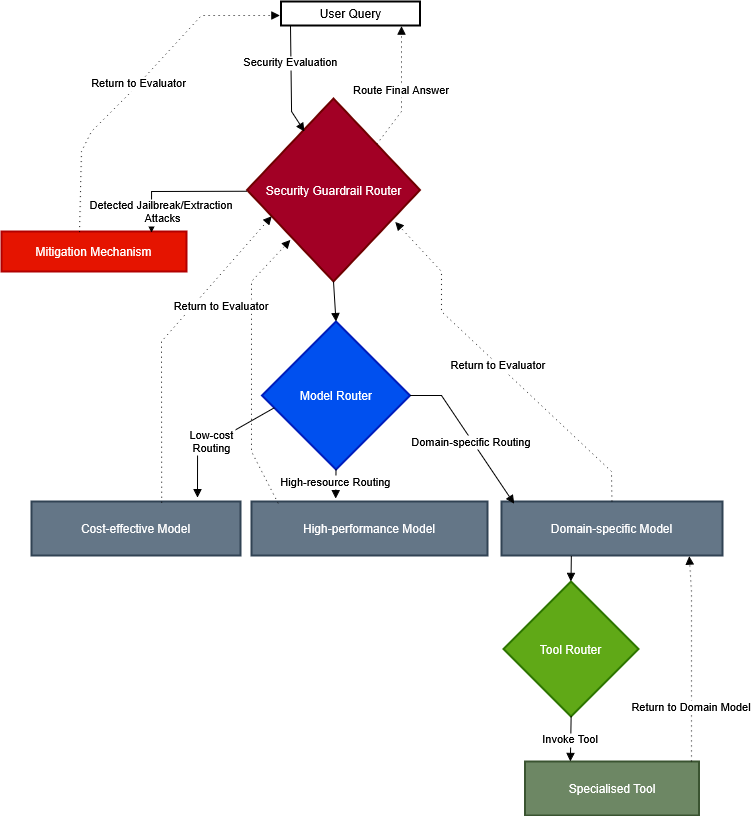 User Query
Security Evaluation
Return to Evaluator
Route Final Answer
Security Guardrail Router
Detected Jailbreak/Extraction
Attacks
Mitigation Mechanism
Return to Evaluator
Return to Evaluator
Model Router
Low-cost
Routing
Domain-specific Routing
High-resource Routing
Cost-effective Model
High-performance Model
Domain-specific Model
Tool Router
Return to Domain Model
Invoke Tool
Specialised Tool